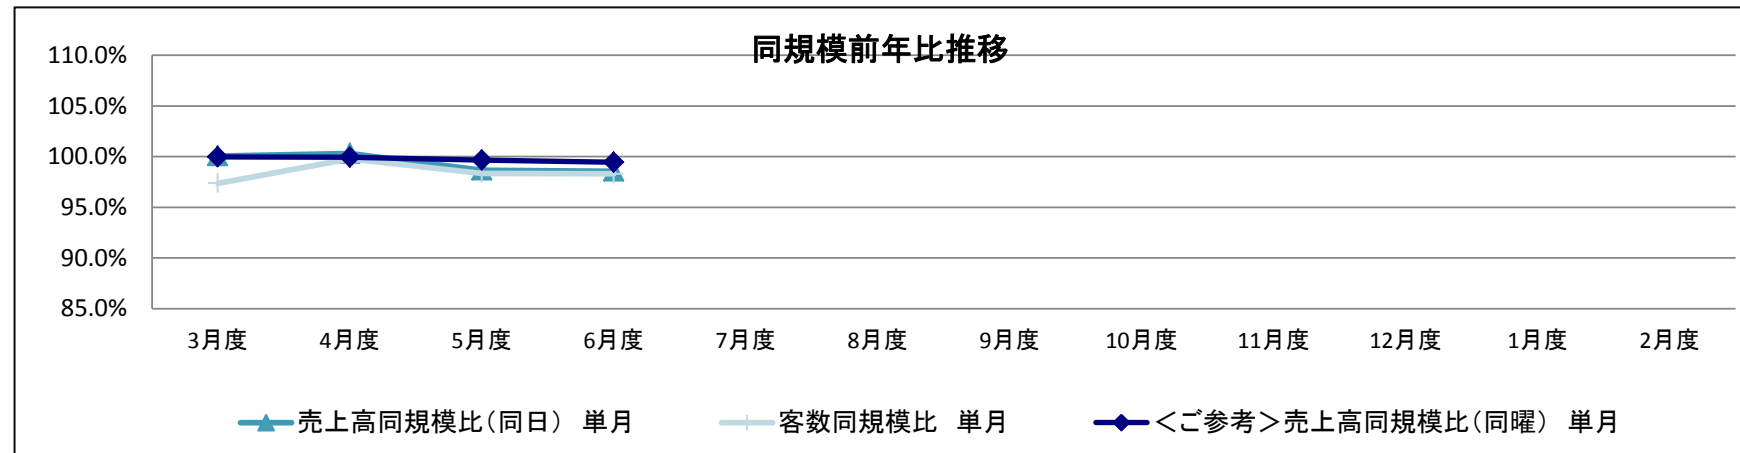 同規模前年比推移
110.0%
105.0%
100.0%
95.0%
90.0%
85.0%
3月度 4月度 5月度 6月度 7月度 8月度 9月度 10月度 11月度 12月度 1月度 2月度
売上高同規模比（同日） 単月 客数同規模比　単月 ＜ご参考＞売上高同規模比（同曜） 単月